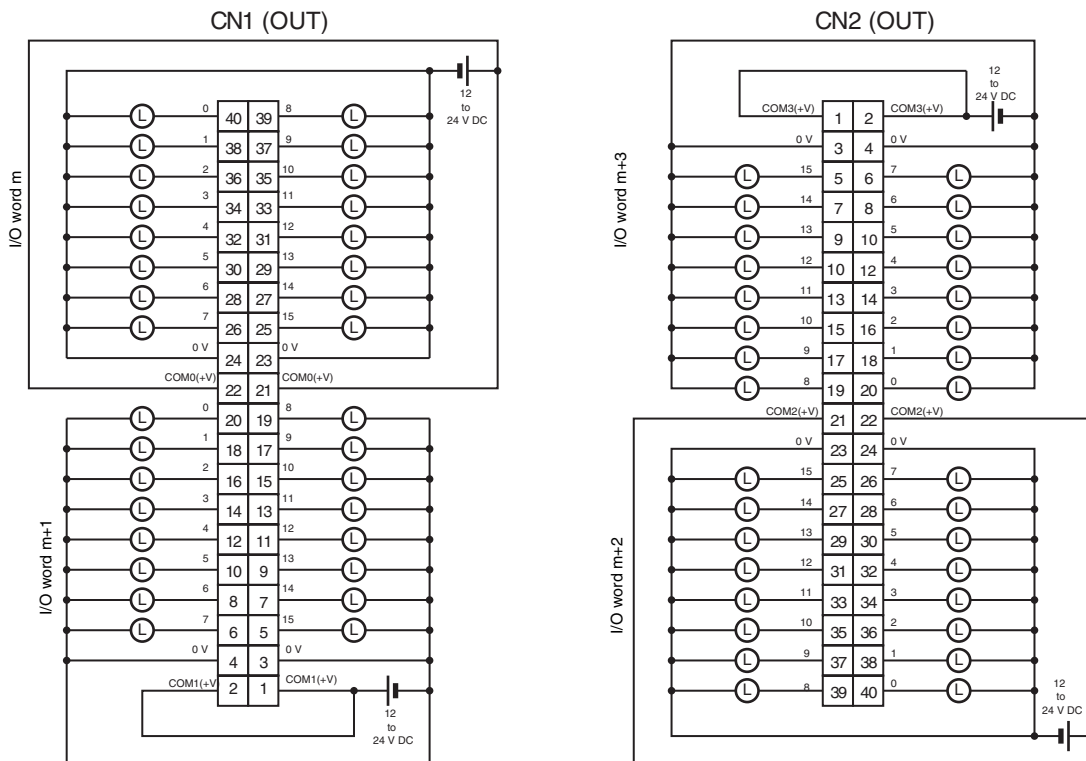 CN1 (OUT)
12
to
24 V DC
I/O word m
L 0 40 39 8 L
L 1 38 37 9 L
L 2 36 35 10 L
L 3 34 33 11 L
L 4 32 31 12 L
L 5 30 29 13 L
L 6 28 27 14 L
L 7 26 25 15 L
0 V 24 23 0 V
COM0(+V) 22 21 COM0(+V)
I/O word m+1
L 0 20 19 8 L
L 1 18 17 9 L
L 2 16 15 10 L
L 3 14 13 11 L
L 4 12 11 12 L
L 5 10 9 13 L
L 6 8 7 14 L
L 7 6 5 15 L
0 V 4 3 0 V
COM1(+V) 2 1 COM1(+V)
12
to
24 V DC
CN2 (OUT)
12
to
24 V DC
COM3(+V) 1 2 COM3(+V)
0 V 3 4 0 V
I/O word m+3
L 15 5 6 7 L
L 14 7 8 6 L
L 13 9 10 5 L
L 12 10 12 4 L
L 11 13 14 3 L
L 10 15 16 2 L
L 9 17 18 1 L
L 8 19 20 0 L
COM2(+V) 21 22 COM2(+V)
0 V 23 24 0 V
I/O word m+2
L 15 25 26 7 L
L 14 27 28 6 L
L 13 29 30 5 L
L 12 31 32 4 L
L 11 33 34 3 L
L 10 35 36 2 L
L 9 37 38 1 L
L 8 39 40 0 L
12
to
24 V DC